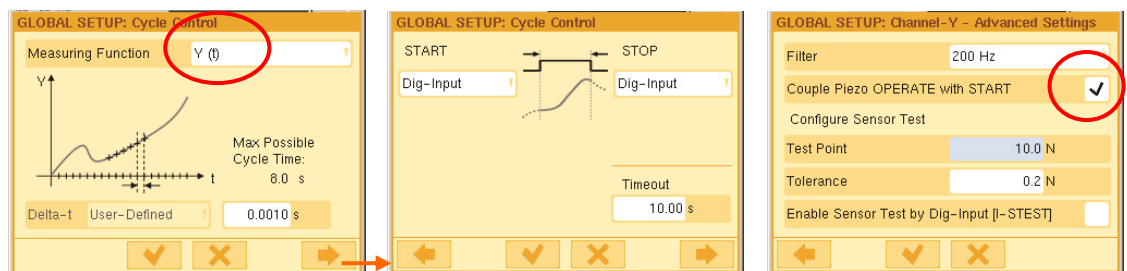 GLOBAL SETUP: Cycle Control
Measuring Function Y (t)
Y
Max Possible
Cycle Time:
t 8.0 s
Delta-t User-Defined 0.0010 s
GLOBAL SETUP: Cycle Control
START STOP
Dig-Input Dig-Input
Timeout
10.00 s
GLOBAL SETUP: Channel-Y - Advanced Settings
Filter 200 Hz
Couple Piezo OPERATE with START
Configure Sensor Test
Test Point 10.0 N
Tolerance 0.2 N
Enable Sensor Test by Dig-Input [I-STEST]